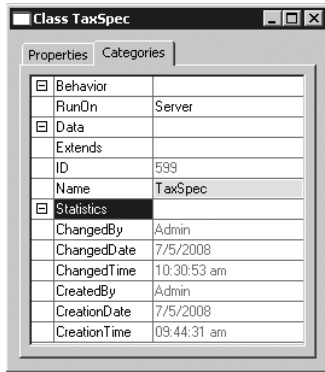 Class TaxSpec
Properties Categories
Behavior
RunOn Server
Data
Extends
ID 599
Name TaxSpec
Statistics
ChangedBy Admin
ChangedDate 7/5/2008
ChangedTime 10:30:53 am
CreatedBy Admin
CreationDate 7/5/2008
CreationTime 09:44:31 am